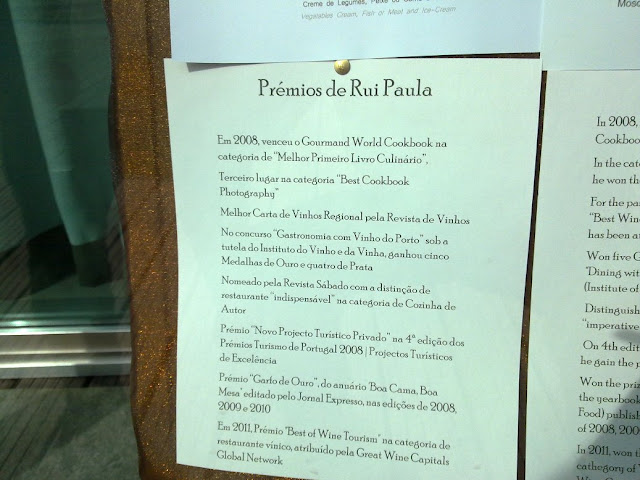 Creme de Legumes, Peixe ou Carne
Vegetables Cream, Fish or Meat and Ice-Cream
Mosc
Prémios de Rui Paula
Em 2008, venceu o Gourmand World Cookbook na
categoria de "Melhor Primeiro Livro Culinário",
Terceiro lugar na categoria "Best Cookbook
Photography"
Melhor Carta de Vinhos Regional pela Revista de Vinhos
No concurso "Gastronomia com Vinho do Porto" sob a
tutela do Instituto do Vinho e da Vinha, ganhou cinco
Medalhas de Ouro e quatro de Prata
Nomeado pela Revista Sábado com a distinção de
restaurante "indispensável" na categoria de Cozinha de
Autor
Prémio "Novo Projecto Turistico Privado" na 4ª edição dos
Prémios Turismo de Portugal 2008 | Projectos Turisticos
de Excelência
Prémio "Garfo de Ouro", do anuário 'Boa Cama, Boa
Mesa' editado pelo Jornal Expresso, nas edições de 2008,
2009 e 2010
Em 2011, Prémio 'Best of Wine Tourism' na categoria de
restaurante vínico, atribuído pela Great Wine Capitals
Global Network
In 2008,
Cookboo
In the cate
he won th
For the pa
"Best Wine
has been a
Won five G
"Dining wit
(Institute of
Distinguish
"imperative
On 4th edit
he gain the p
Won the priz
the yearbook
Food) publish
of 2008, 200
In 2011, won t
cathegory of